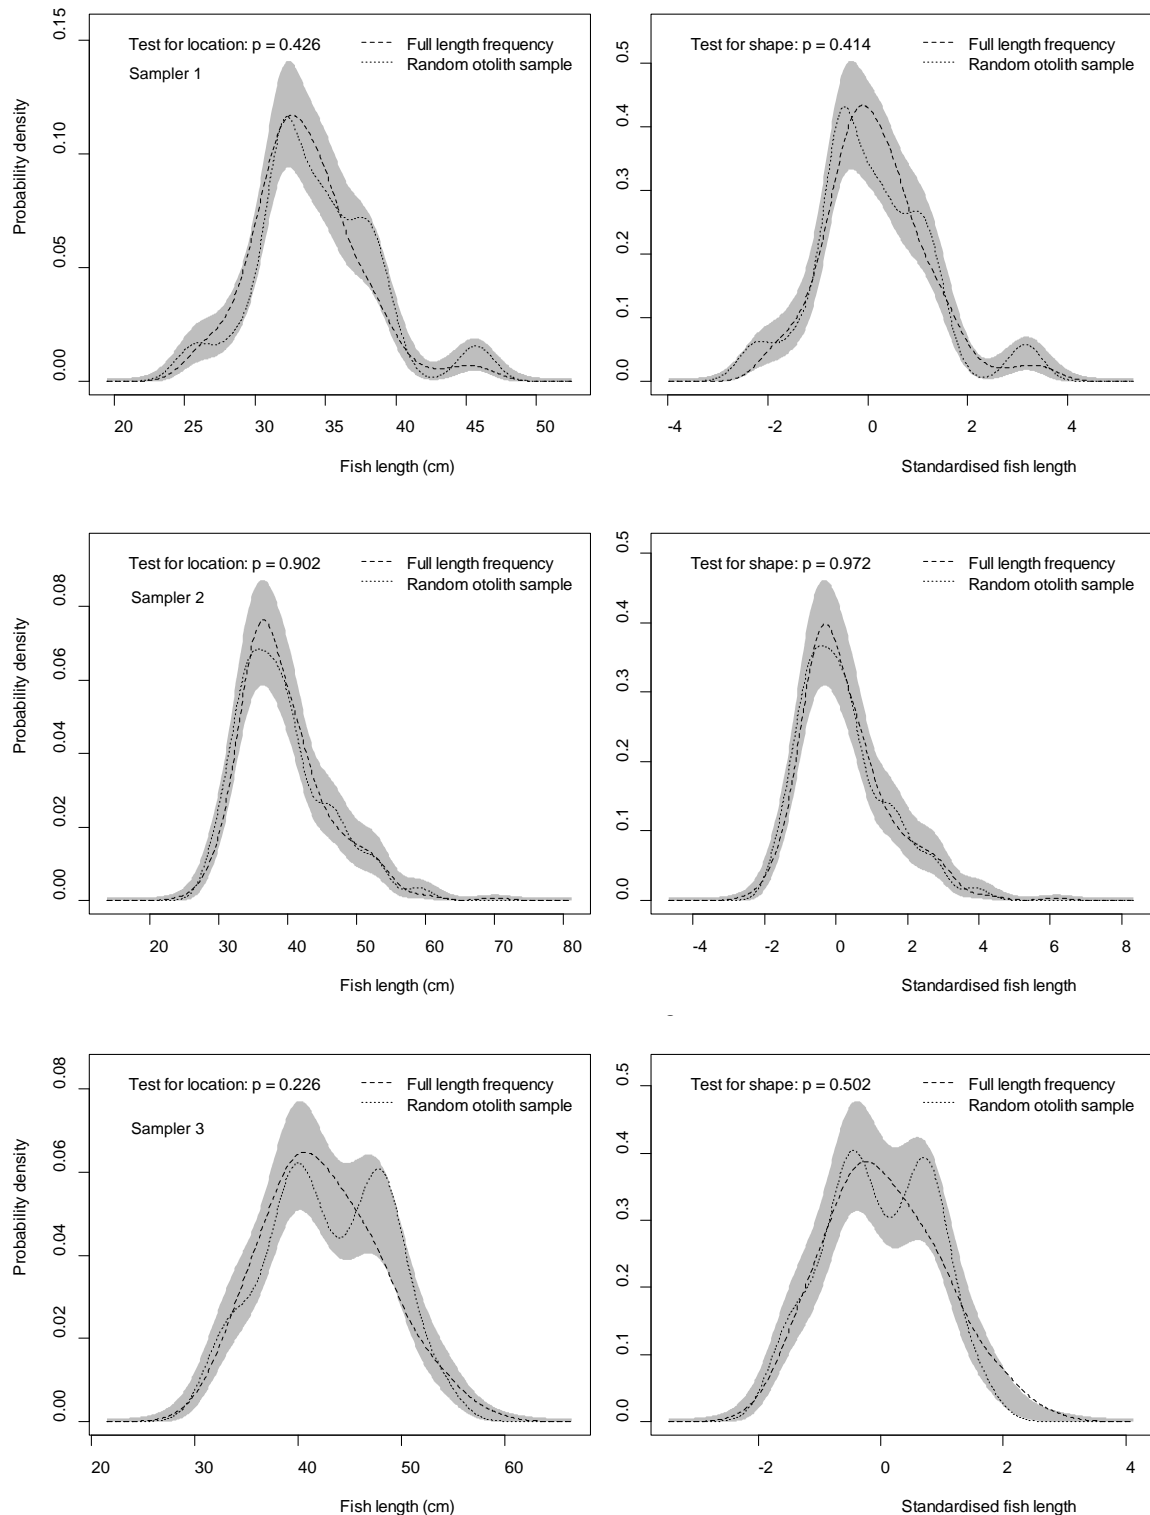 Test for location: p = 0.426
Full length frequency
Random otolith sample
Sampler 1
Probability density
0.00
0.05
0.10
0.15
20
25
30
35
40
45
50
Fish length (cm)
Test for shape: p = 0.414
Full length frequency
Random otolith sample
0.0
0.1
0.2
0.3
0.4
0.5
-4
-2
0
2
4
Standardised fish length
Test for location: p = 0.902
Full length frequency
Random otolith sample
Sampler 2
Probability density
0.00
0.02
0.04
0.06
0.08
20
30
40
50
60
70
80
Fish length (cm)
Test for shape: p = 0.972
Full length frequency
Random otolith sample
0.0
0.1
0.2
0.3
0.4
0.5
-4
-2
0
2
4
6
8
Standardised fish length
Test for location: p = 0.226
Full length frequency
Random otolith sample
Sampler 3
Probability density
0.00
0.02
0.04
0.06
0.08
20
30
40
50
60
Fish length (cm)
Test for shape: p = 0.502
Full length frequency
Random otolith sample
0.0
0.1
0.2
0.3
0.4
0.5
-2
0
2
4
Standardised fish length